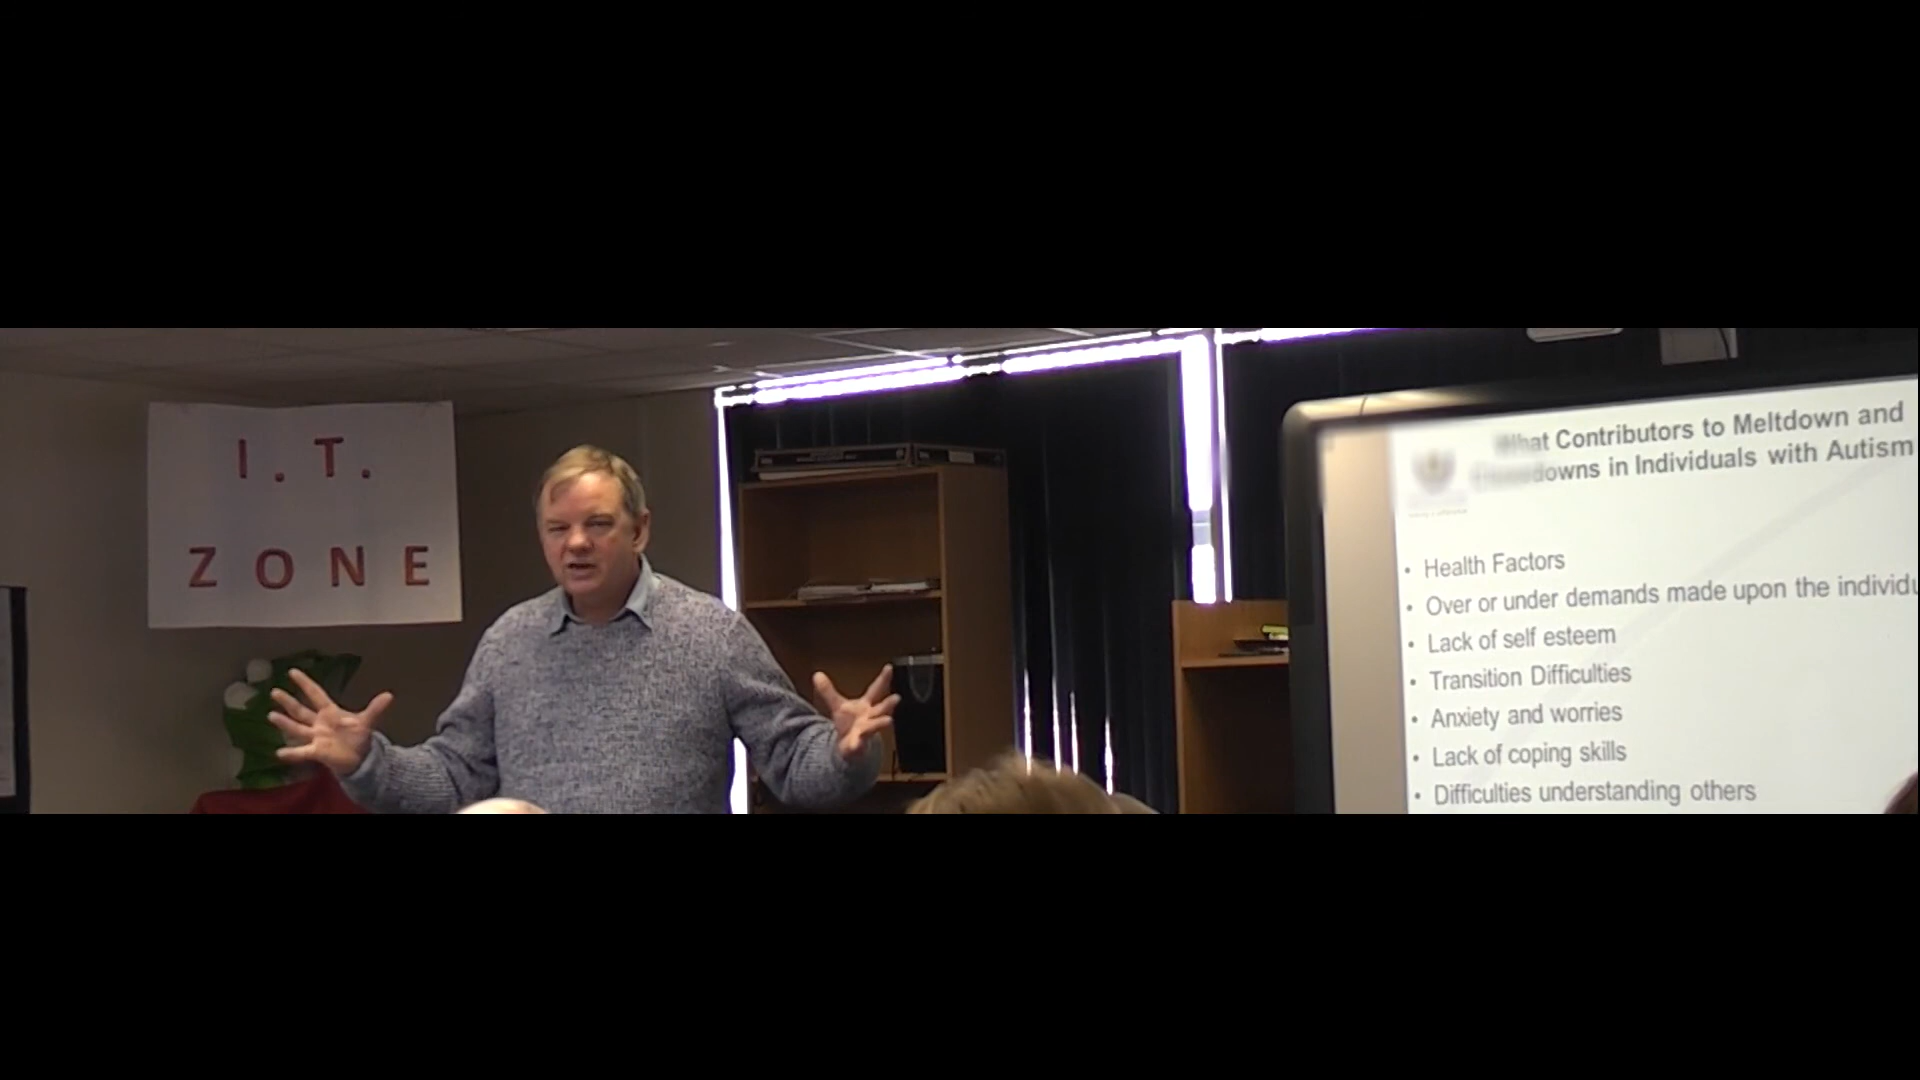 I. T.
ZONE
What Contributors to Meltdown and
downs in Individuals with Autism
• Health Factors
• Over or under demands made upon the individu
• Lack of self esteem
• Transition Difficulties
• Anxiety and worries
• Lack of coping skills
• Difficulties understanding others